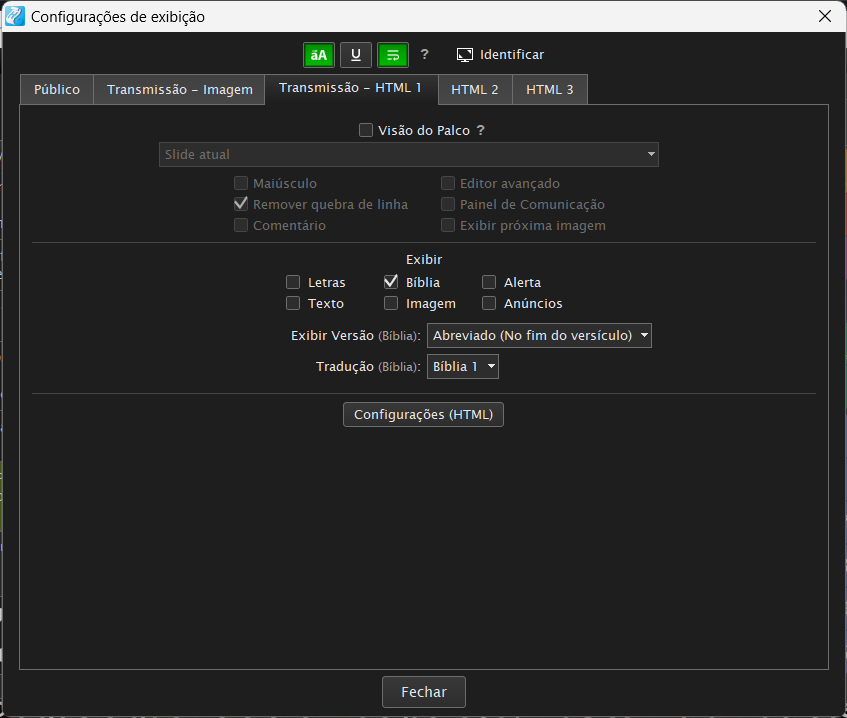 Configurações de exibição
äA U ? Identificar
Público Transmissão - Imagem Transmissão - HTML 1 HTML 2 HTML 3
Visão do Palco ?
Slide atual
Maiúsculo Editor avançado
Remover quebra de linha Painel de Comunicação
Comentário Exibir próxima imagem
Exibir
Letras Bíblia Alerta
Texto Imagem Anúncios
Exibir Versão (Bíblia): Abreviado (No fim do versículo)
Tradução (Bíblia): Bíblia 1
Configurações (HTML)
Fechar